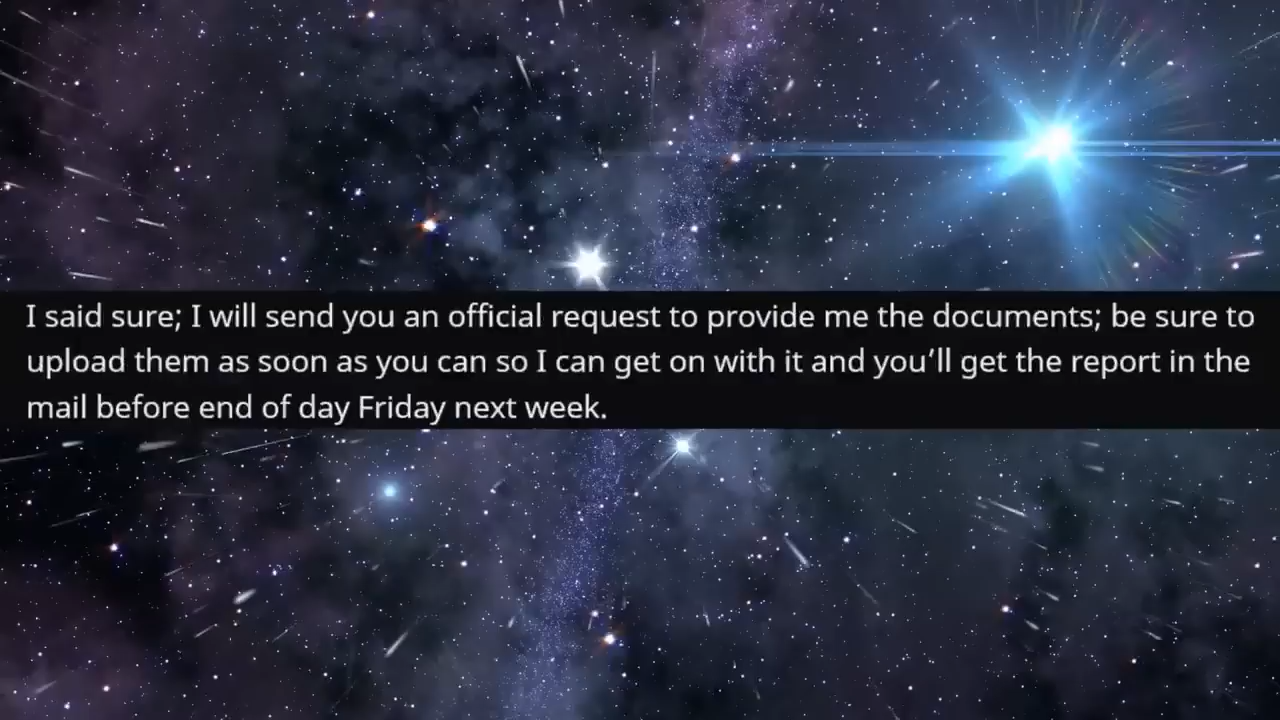 I said sure; I will send you an official request to provide me the documents; be sure to
upload them as soon as you can so I can get on with it and you’ll get the report in the
mail before end of day Friday next week.